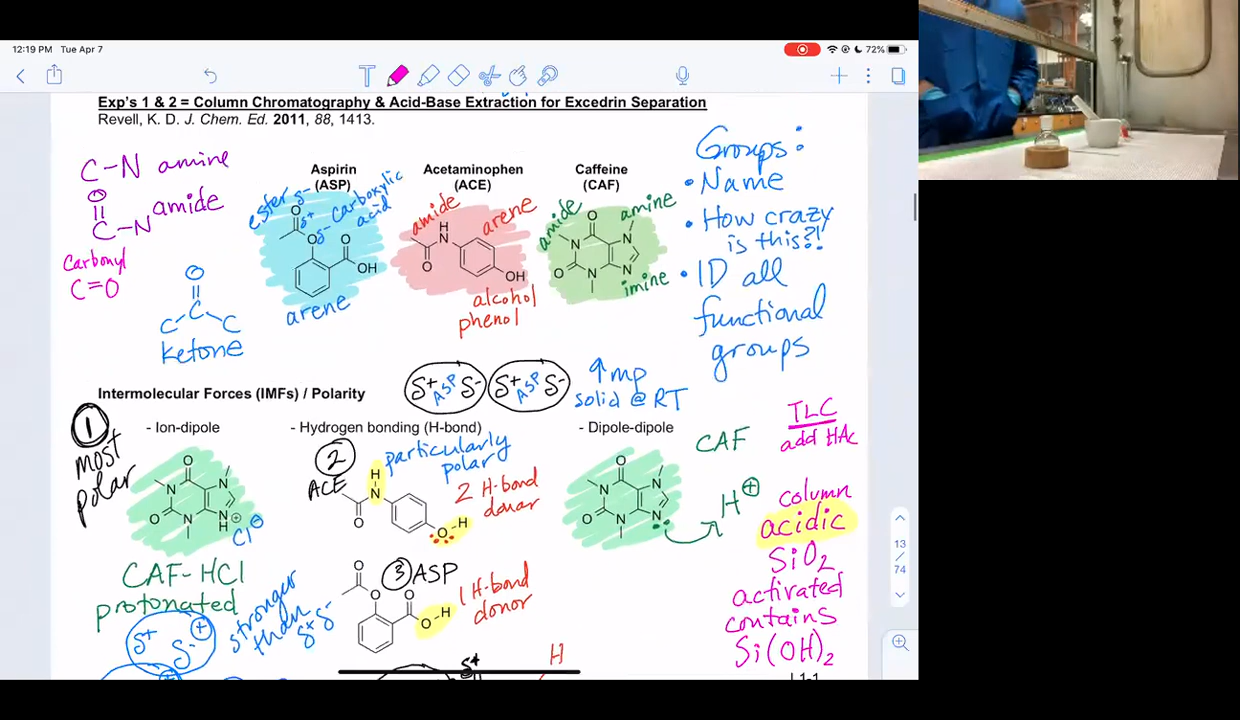 12:19 PM Tue Apr 7
72%
T
Exp's 1 & 2 = Column Chromatography & Acid-Base Extraction for Excedrin Separation
Revell, K. D. J. Chem. Ed. 2011, 88, 1413.
C-N amine
O
C-N amide
Carbonyl
C=O
O
C C C
ketone
Aspirin
(ASP)
ester δ-
δ+
δ-
carboxylic
acid
O
O
O
OH
arene
Acetaminophen
(ACE)
amide
arene
H
N
O
OH
alcohol
phenol
Caffeine
(CAF)
amide
amine
O
N
N
O
N
N
imine
Groups:
• Name
• How crazy
is this?!
• ID all
functional
groups
Intermolecular Forces (IMFs) / Polarity
δ+ ASP δ- δ+ ASP δ-
↑ mp
solid @ RT
- Ion-dipole
- Hydrogen bonding (H-bond)
- Dipole-dipole
1
most
polar
O
N
N
O
N
N
H
+
Cl⊖
CAF-HCl
protonated
δ+ δ- +
stronger
than
δ+ δ-
2
ACE
particularly
polar
H
N
O
O-H
2 H-bond
donor
3 ASP
O
O
O
O-H
1 H-bond
donor
δ+
H
O
N
N
O
N
N
CAF
H⊕
TLC
add HAc
column
acidic
SiO2
activated
contains
Si(OH)2
13
/
74